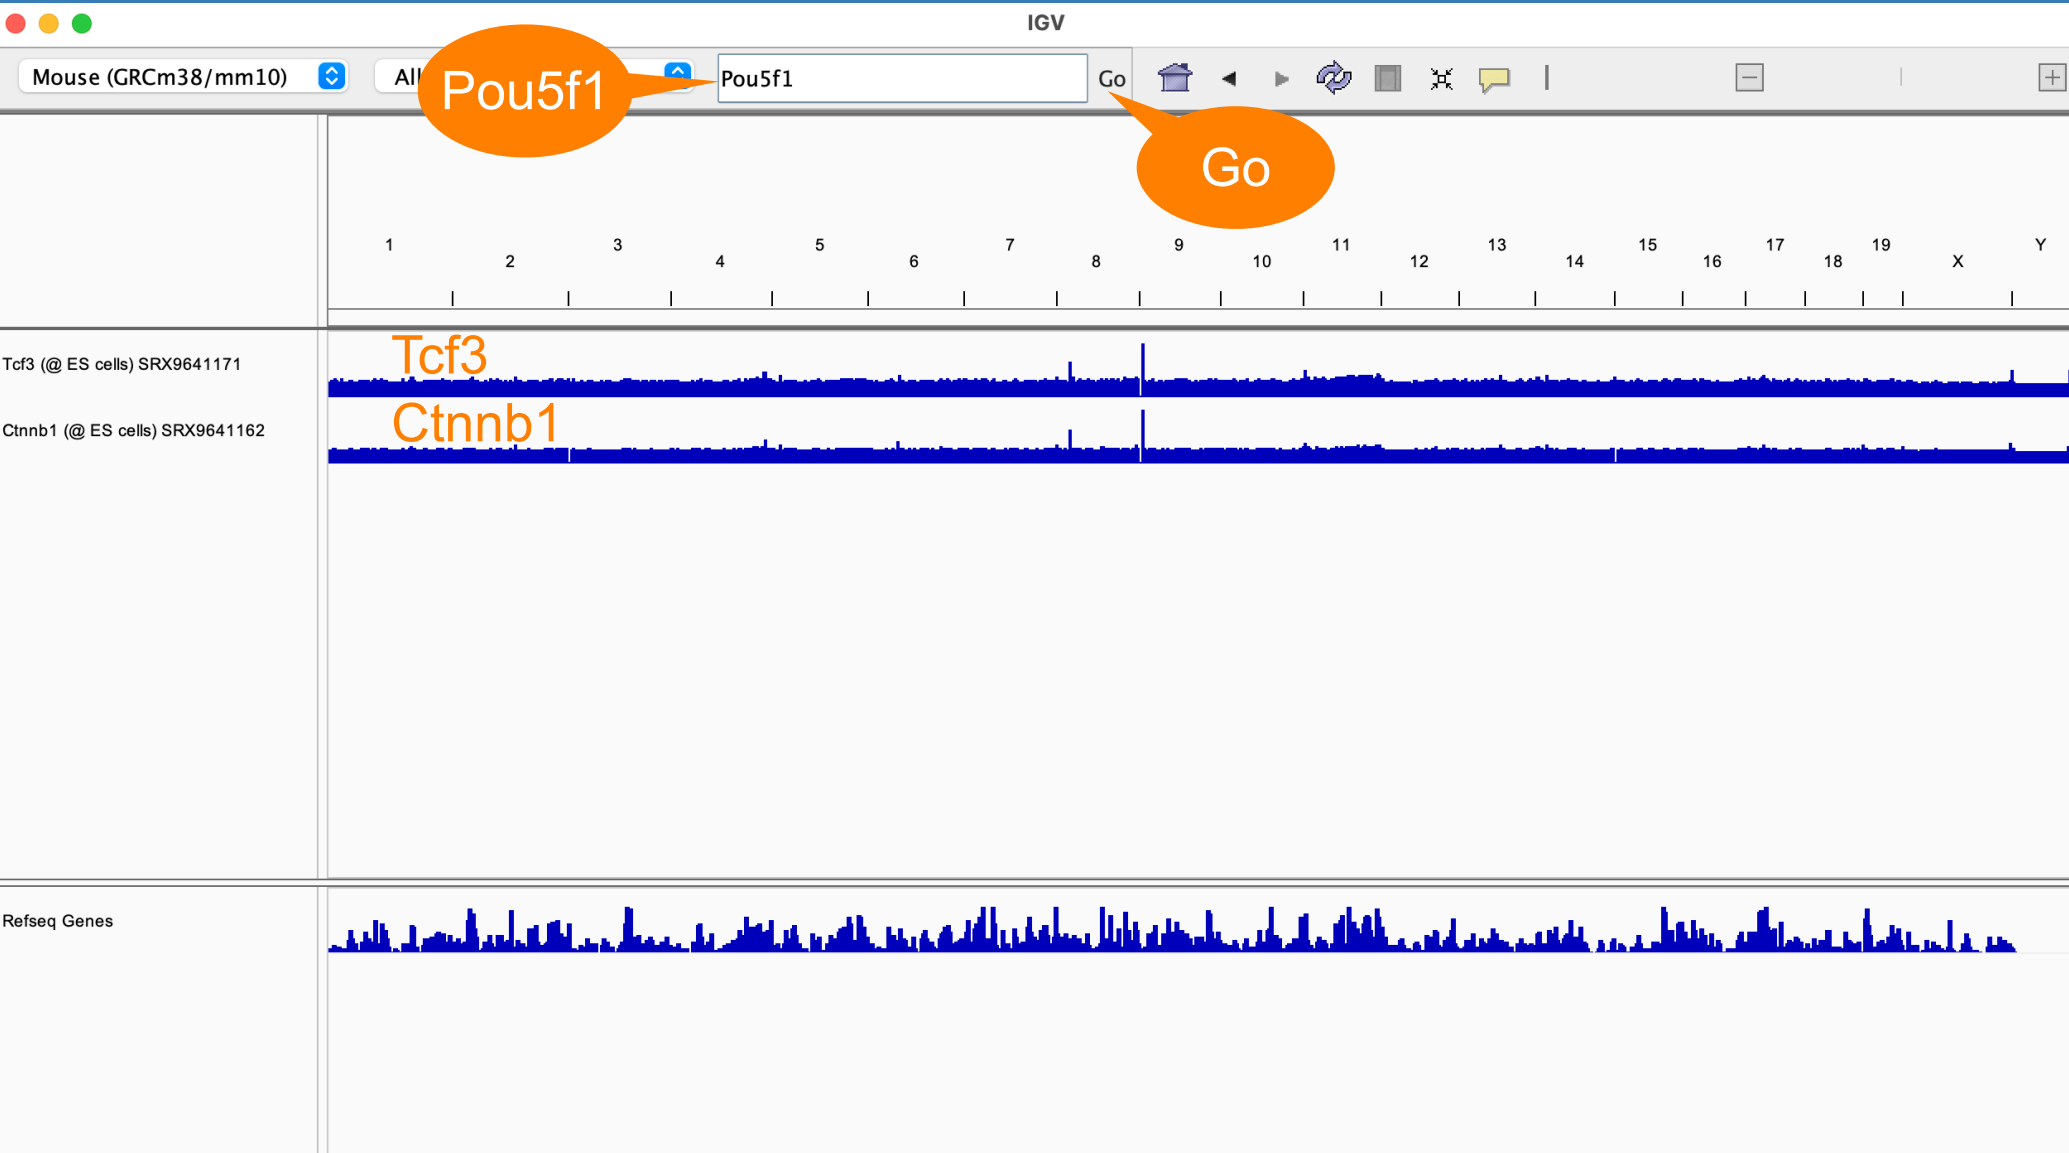 IGV
Mouse (GRCm38/mm10)
All
Pou5f1
Pou5f1
Go
Go
1 3 5 7 9 11 13 15 17 19 Y
2 4 6 8 10 12 14 16 18 X
Tcf3
Tcf3 (@ ES cells) SRX9641171
Ctnnb1
Ctnnb1 (@ ES cells) SRX9641162
Refseq Genes